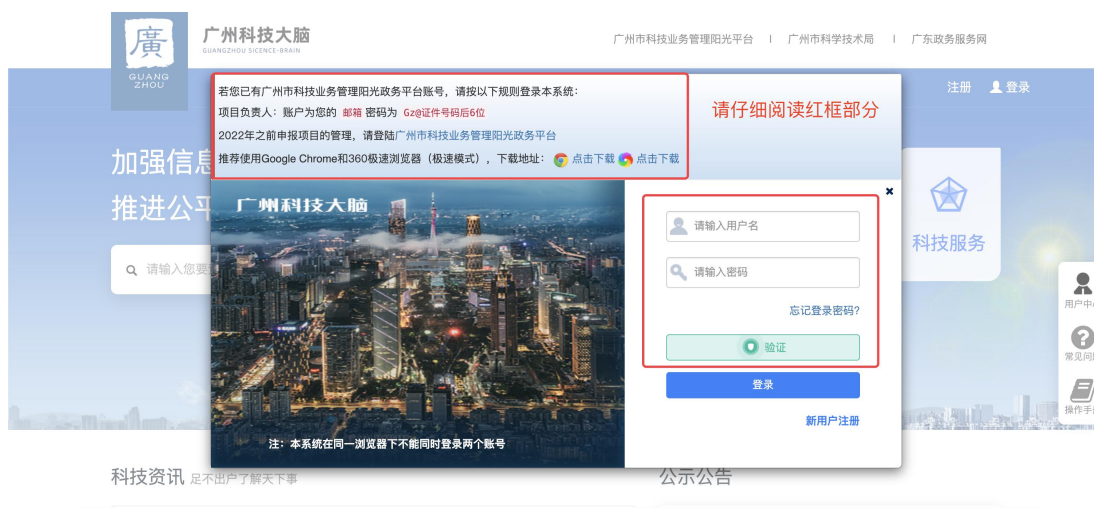 廣
GUANG
ZHOU
广州科技大脑
GUANGZHOU SICENCE-BRAIN
广州市科技业务管理阳光平台 | 广州市科学技术局 | 广东政务服务网
注册 登录
若您已有广州市科技业务管理阳光政务平台账号，请按以下规则登录本系统：
项目负责人：账户为您的 邮箱 密码为 Gz@证件号码后6位
2022年之前申报项目的管理，请登陆广州市科技业务管理阳光政务平台
推荐使用Google Chrome和360极速浏览器（极速模式），下载地址： 点击下载 点击下载
请仔细阅读红框部分
加强信息
推进公平
请输入您要
广州科技大脑
注：本系统在同一浏览器下不能同时登录两个账号
×
请输入用户名
请输入密码
忘记登录密码?
验证
登录
新用户注册
科技服务
用户中
常见问
操作手
科技资讯 足不出户了解天下事
公示公告